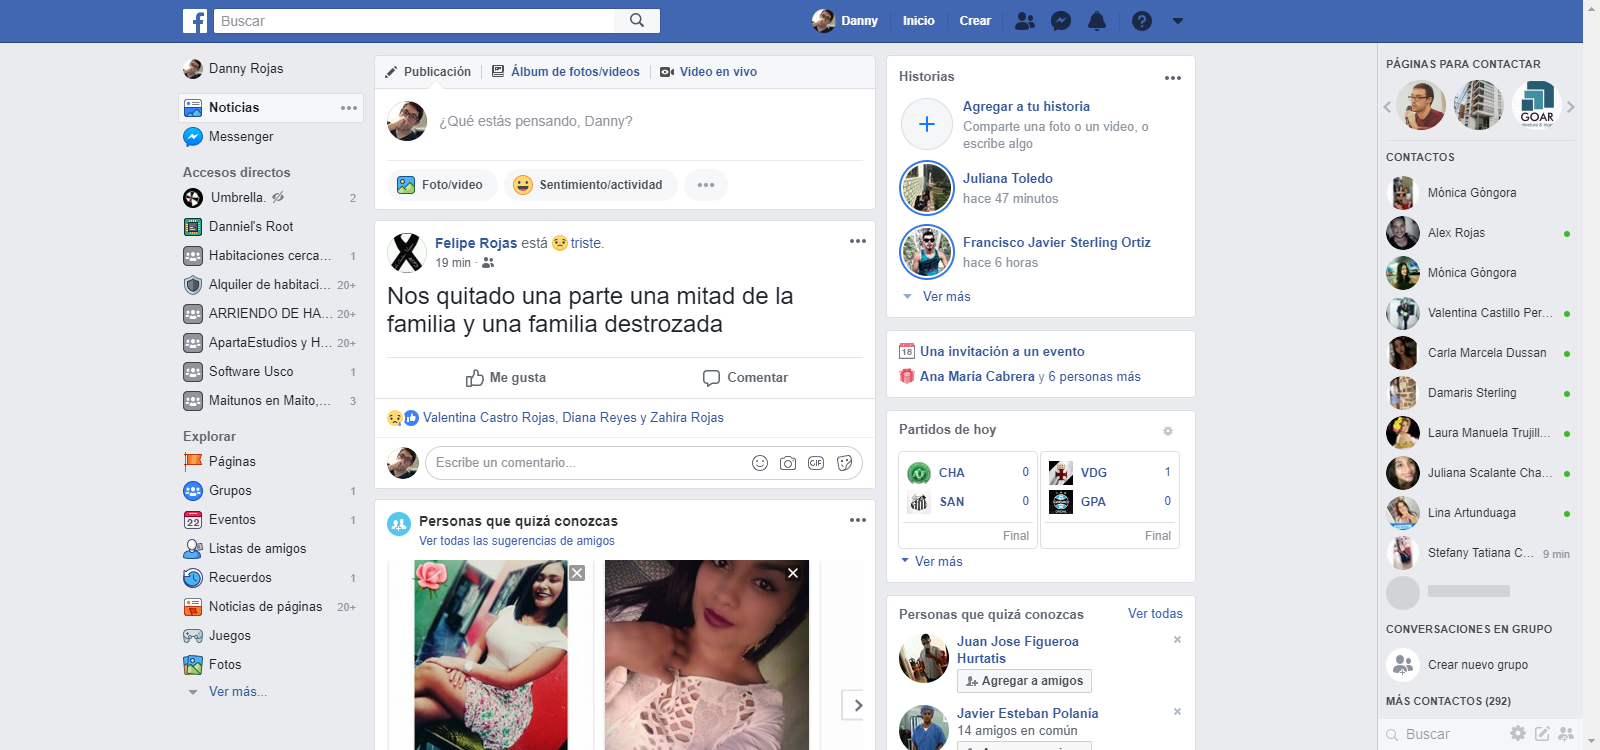 Buscar
Danny
Inicio
Crear
Danny Rojas
Noticias
Messenger
Accesos directos
Umbrella. 2
Danniel's Root
Habitaciones cerca... 1
Alquiler de habitaci... 20+
ARRIENDO DE HA... 20+
ApartaEstudios y H... 20+
Software Usco 1
Maitunos en Maito,... 3
Explorar
Páginas
Grupos 1
Eventos 1
Listas de amigos
Recuerdos 1
Noticias de páginas 20+
Juegos
Fotos
Ver más...
Publicación
Álbum de fotos/videos
Video en vivo
¿Qué estás pensando, Danny?
Foto/video
Sentimiento/actividad
Felipe Rojas está triste.
19 min ·
Nos quitado una parte una mitad de la
familia y una familia destrozada
Me gusta
Comentar
Valentina Castro Rojas, Diana Reyes y Zahira Rojas
Escribe un comentario...
GIF
Personas que quizá conozcas
Ver todas las sugerencias de amigos
Historias
Agregar a tu historia
Comparte una foto o un video, o
escribe algo
Juliana Toledo
hace 47 minutos
Francisco Javier Sterling Ortiz
hace 6 horas
Ver más
18 Una invitación a un evento
Ana María Cabrera y 6 personas más
Partidos de hoy
CHA 0
SAN 0
Final
VDG 1
GPA 0
Final
Ver más
Personas que quizá conozcas
Ver todas
Juan Jose Figueroa
Hurtatis
Agregar a amigos
Javier Esteban Polanía
14 amigos en común
PÁGINAS PARA CONTACTAR
GOAR
CONTACTOS
Mónica Góngora
Alex Rojas
Mónica Góngora
Valentina Castillo Per...
Carla Marcela Dussan
Damaris Sterling
Laura Manuela Trujill...
Juliana Scalante Cha...
Lina Artunduaga
Stefany Tatiana C... 9 min
CONVERSACIONES EN GRUPO
Crear nuevo grupo
MÁS CONTACTOS (292)
Buscar